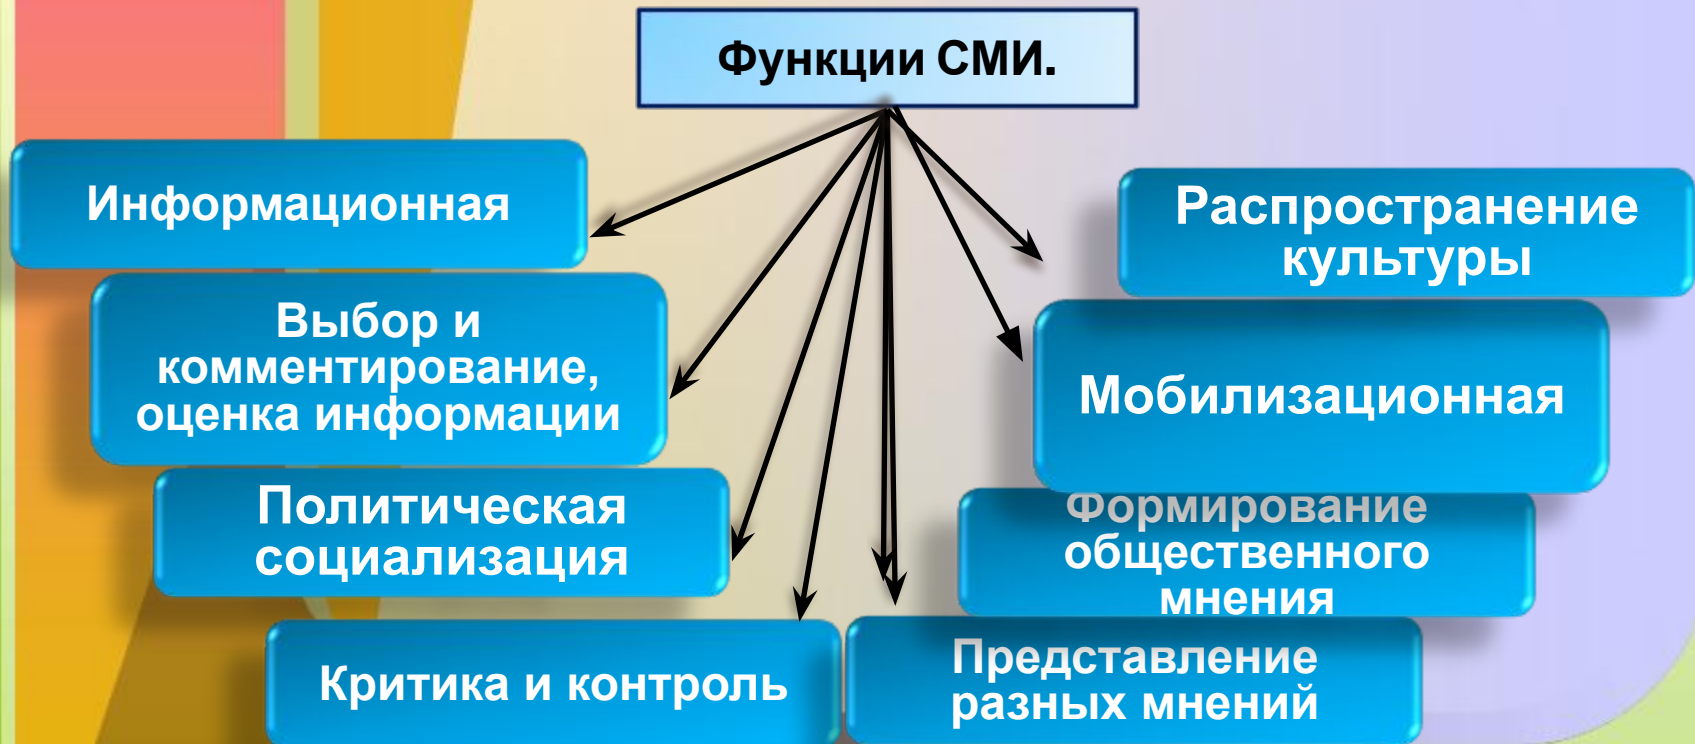 Функции СМИ.
Информационная
Выбор и
комментирование,
оценка информации
Политическая
социализация
Критика и контроль
Распространение
культуры
Мобилизационная
Формирование
общественного
мнения
Представление
разных мнений